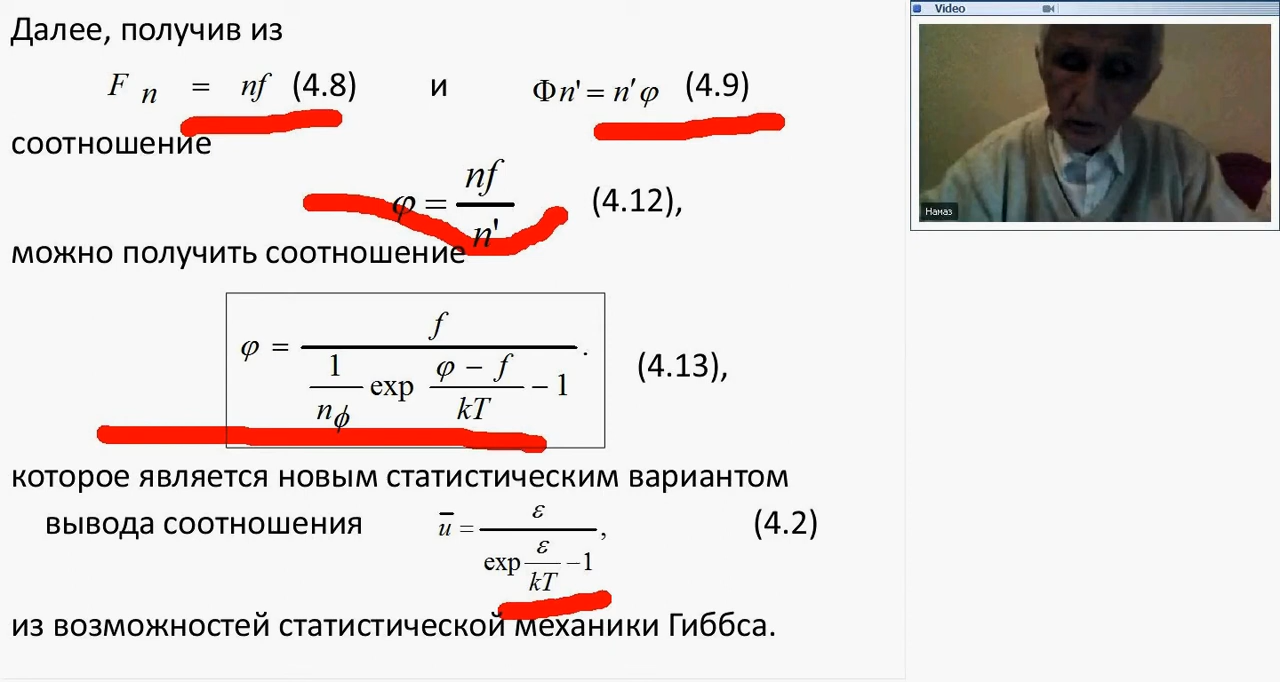 Далее, получив из
F n = nf (4.8) и Φn' = n'φ (4.9)
соотношение
φ = nf / n' (4.12),
можно получить соотношение
φ = f / (1/nϕ exp (φ − f)/kT − 1). (4.13),
которое является новым статистическим вариантом
вывода соотношения u̅ = ε / (exp ε/kT − 1), (4.2)
из возможностей статистической механики Гиббса.
Video
Намаз